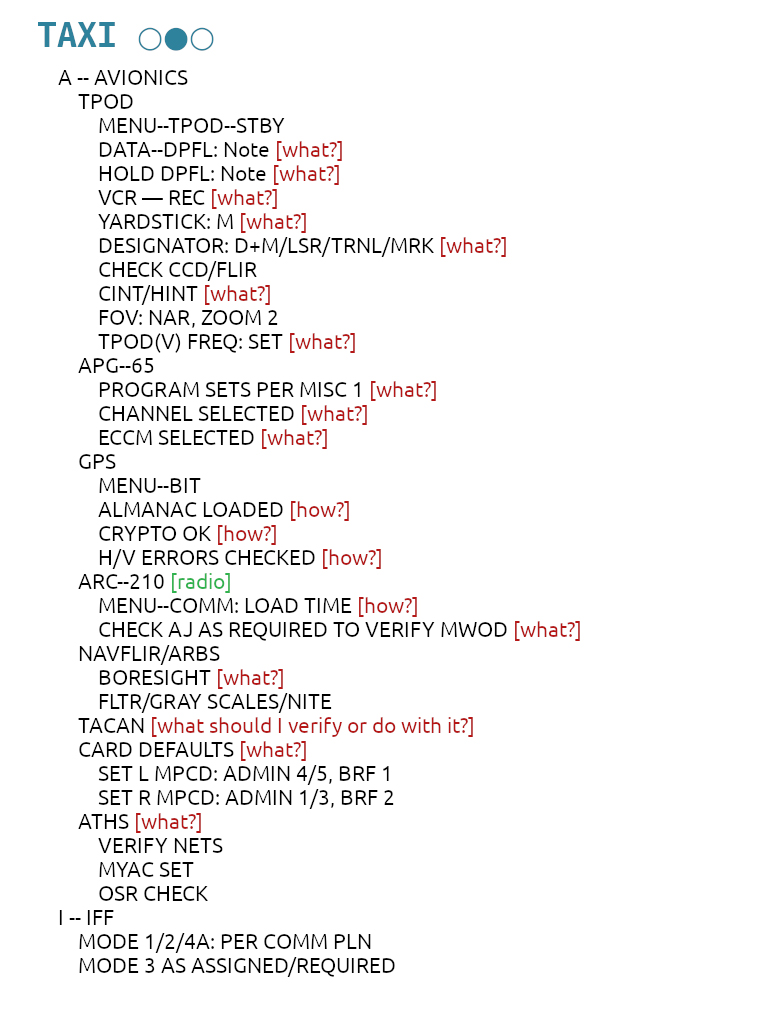 TAXI ○●○
A -- AVIONICS
TPOD
MENU--TPOD--STBY
DATA--DPFL: Note [what?]
HOLD DPFL: Note [what?]
VCR — REC [what?]
YARDSTICK: M [what?]
DESIGNATOR: D+M/LSR/TRNL/MRK [what?]
CHECK CCD/FLIR
CINT/HINT [what?]
FOV: NAR, ZOOM 2
TPOD(V) FREQ: SET [what?]
APG--65
PROGRAM SETS PER MISC 1 [what?]
CHANNEL SELECTED [what?]
ECCM SELECTED [what?]
GPS
MENU--BIT
ALMANAC LOADED [how?]
CRYPTO OK [how?]
H/V ERRORS CHECKED [how?]
ARC--210 [radio]
MENU--COMM: LOAD TIME [how?]
CHECK AJ AS REQUIRED TO VERIFY MWOD [what?]
NAVFLIR/ARBS
BORESIGHT [what?]
FLTR/GRAY SCALES/NITE
TACAN [what should I verify or do with it?]
CARD DEFAULTS [what?]
SET L MPCD: ADMIN 4/5, BRF 1
SET R MPCD: ADMIN 1/3, BRF 2
ATHS [what?]
VERIFY NETS
MYAC SET
OSR CHECK
I -- IFF
MODE 1/2/4A: PER COMM PLN
MODE 3 AS ASSIGNED/REQUIRED